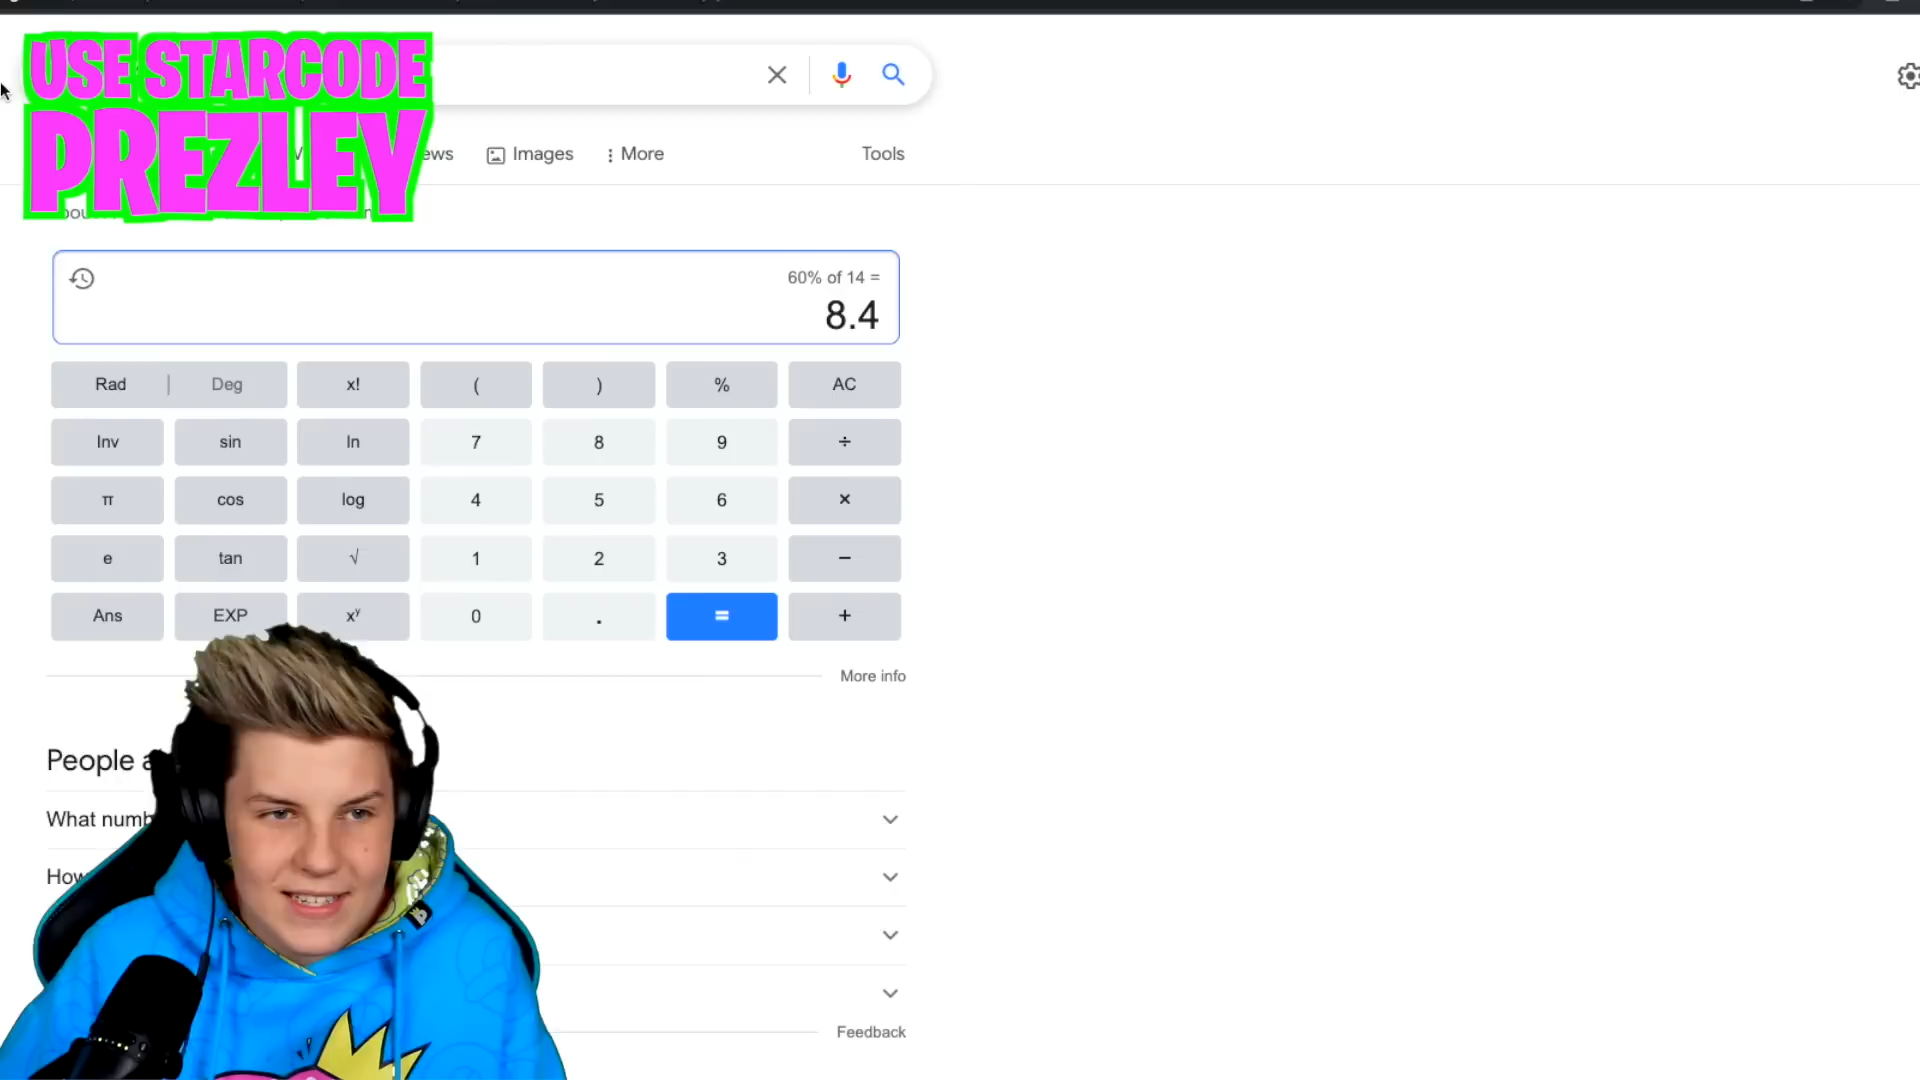 USE STARCODE
PREZLEY
Images
More
Tools
60% of 14 =
8.4
Rad | Deg x! ( ) % AC
Inv sin ln 7 8 9 ÷
π cos log 4 5 6 ×
e tan √ 1 2 3 −
Ans EXP xʸ 0 . = +
More info
People
What
How
Feedback